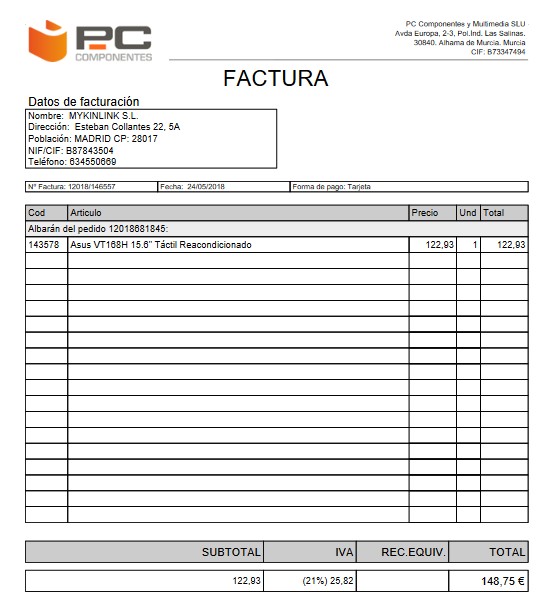 PC COMPONENTES
PC Componentes y Multimedia SLU
Avda Europa, 2-3, Pol.Ind. Las Salinas.
30840. Alhama de Murcia. Murcia
CIF: B73347494
FACTURA
Datos de facturación
Nombre: MYKINLINK S.L.
Dirección: Esteban Collantes 22, 5A
Población: MADRID CP: 28017
NIF/CIF: B87843504
Teléfono: 634550669
Nº Factura: 12018/146557 Fecha: 24/05/2018 Forma de pago: Tarjeta
Cod Articulo Precio Und Total
Albarán del pedido 12018681845:
143578 Asus VT168H 15.6" Táctil Reacondicionado 122,93 1 122,93
SUBTOTAL IVA REC.EQUIV. TOTAL
122,93 (21%) 25,82 148,75 €